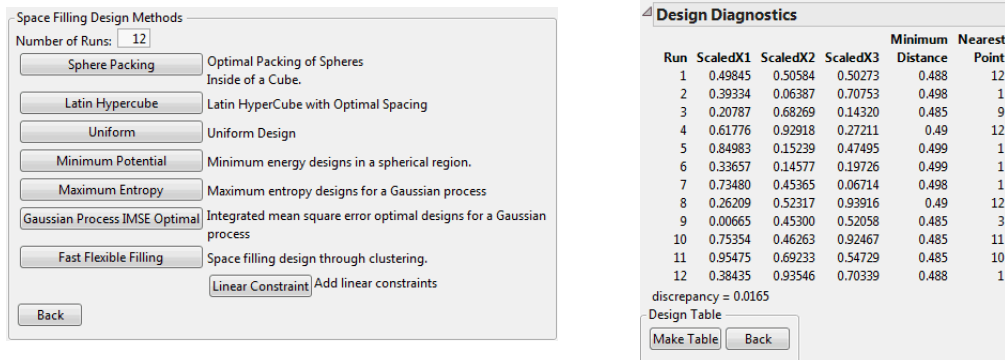 Space Filling Design Methods
Number of Runs: 12
Sphere Packing Optimal Packing of Spheres
Inside of a Cube.
Latin Hypercube Latin HyperCube with Optimal Spacing
Uniform Uniform Design
Minimum Potential Minimum energy designs in a spherical region.
Maximum Entropy Maximum entropy designs for a Gaussian process
Gaussian Process IMSE Optimal Integrated mean square error optimal designs for a Gaussian
process
Fast Flexible Filling Space filling design through clustering.
Linear Constraint Add linear constraints
Back
Design Diagnostics
Minimum Nearest
Run ScaledX1 ScaledX2 ScaledX3 Distance Point
1 0.49845 0.50584 0.50273 0.488 12
2 0.39334 0.06387 0.70753 0.498 1
3 0.20787 0.68269 0.14320 0.485 9
4 0.61776 0.92918 0.27211 0.49 12
5 0.84983 0.15239 0.47495 0.499 1
6 0.33657 0.14577 0.19726 0.499 1
7 0.73480 0.45365 0.06714 0.498 1
8 0.26209 0.52317 0.93916 0.49 12
9 0.00665 0.45300 0.52058 0.485 3
10 0.75354 0.46263 0.92467 0.485 11
11 0.95475 0.69233 0.54729 0.485 10
12 0.38435 0.93546 0.70339 0.488 1
discrepancy = 0.0165
Design Table
Make Table Back